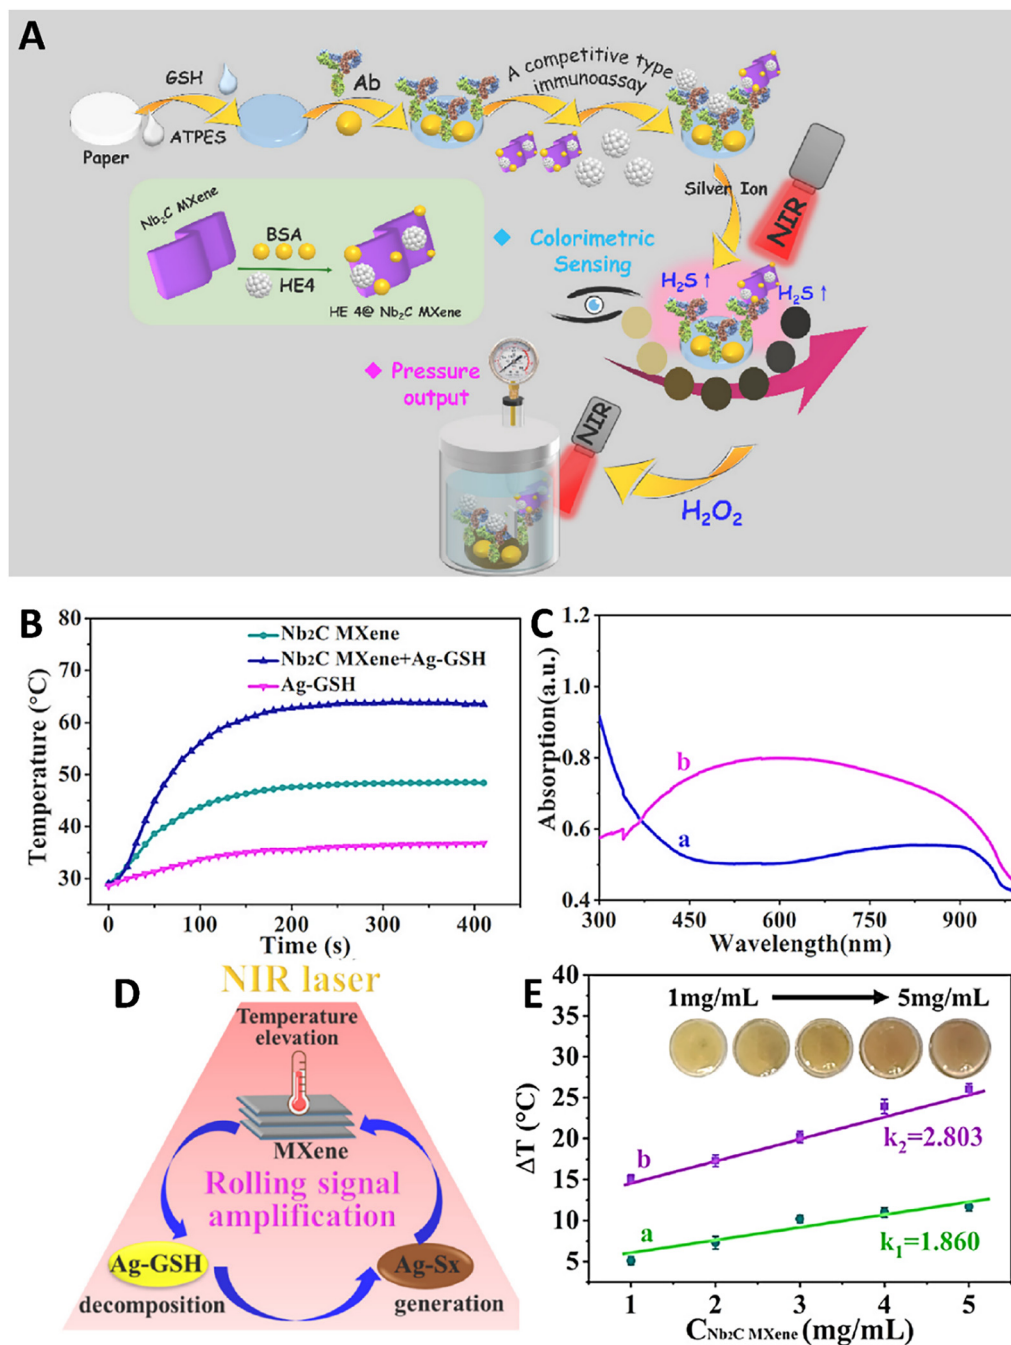 A
GSH
ATPES
Paper
Ab
A competitive type
immunoassay
Silver Ion
NIR
Nb₂C MXene
BSA
HE4
HE 4@ Nb₂C MXene
Colorimetric
Sensing
H₂S ↑
H₂S ↑
Pressure
output
NIR
H₂O₂
B
80
70
60
50
40
30
Temperature (°C)
Nb₂C MXene
Nb₂C MXene+Ag-GSH
Ag-GSH
0
100
200
300
400
Time (s)
C
1.2
1.0
0.8
0.6
0.4
Absorption(a.u.)
b
a
300
450
600
750
900
Wavelength(nm)
D
NIR laser
Temperature
elevation
MXene
Rolling signal
amplification
Ag-GSH
decomposition
Ag-Sx
generation
E
40
35
30
25
20
15
10
5
ΔT (°C)
1mg/mL
5mg/mL
b
k₂=2.803
a
k₁=1.860
1
2
3
4
5
C Nb₂C MXene (mg/mL)